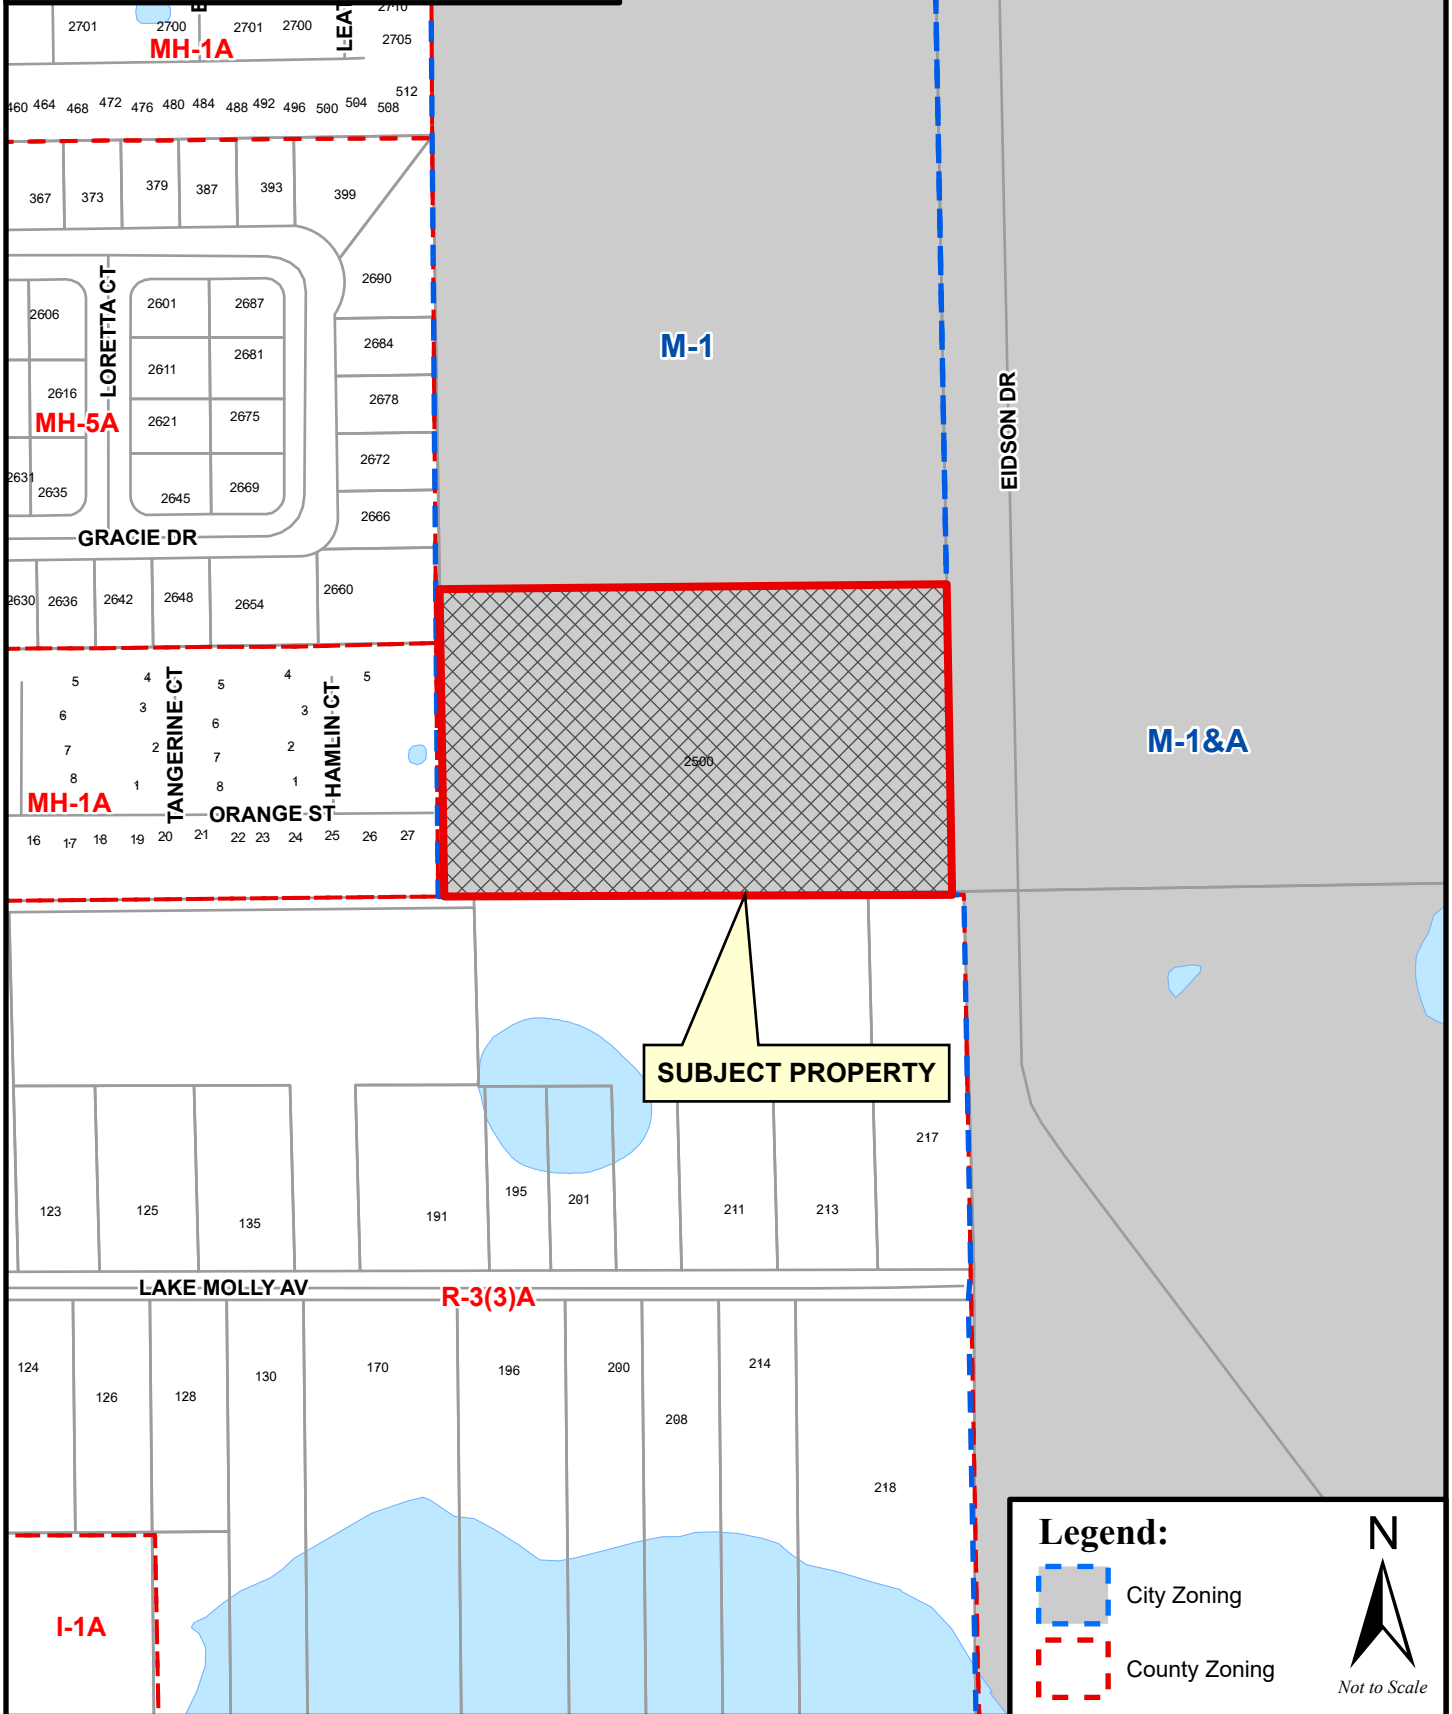 2710
2701
2700
2701
2700
2705
MH-1A
460 464 468 472 476 480 484 488 492 496 500 504 508 512
367 373 379 387 393 399
2690
2606
LORETTA CT
2601 2687
2684
2611 2681
2616
2678
MH-5A
2621 2675
2672
2631 2635
2645 2669
2666
GRACIE DR
2630 2636 2642 2648 2654 2660
M-1
EIDSON DR
M-1&A
2500
5 4 5 4 5
6 3 6 3
7 2 7 2
8 1 8 1
TANGERINE CT
HAMLIN CT
MH-1A
ORANGE ST
16 17 18 19 20 21 22 23 24 25 26 27
SUBJECT PROPERTY
217
123 125 135 191 195 201 211 213
LAKE MOLLY AV
R-3(3)A
124 126 128 130 170 196 200 208 214
218
I-1A
Legend:
N
City Zoning
County Zoning
Not to Scale